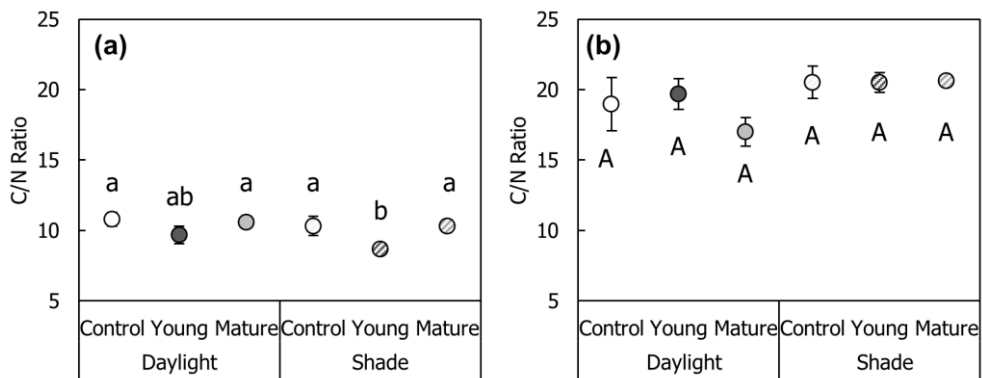 (a)
C/N Ratio
25
20
15
10
5
a
ab
a
a
b
a
Control Young Mature Control Young Mature
Daylight Shade
(b)
C/N Ratio
25
20
15
10
5
A
A
A
A
A
A
Control Young Mature Control Young Mature
Daylight Shade